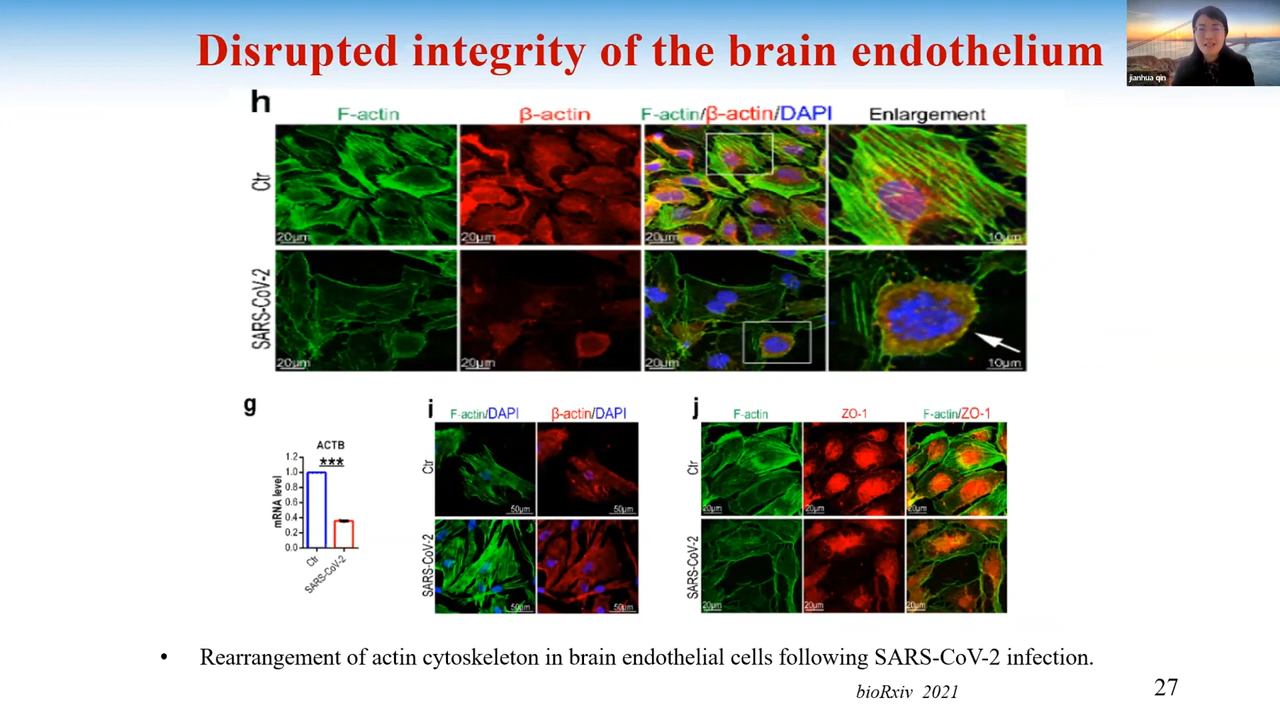 Disrupted integrity of the brain endothelium
jianhua qin
h
F-actin β-actin F-actin/β-actin/DAPI Enlargement
Ctr
20μm 20μm 20μm 10μm
SARS-CoV-2
20μm 20μm 20μm 10μm
g
ACTB
***
mRNA level
1.2
1.0
0.8
0.6
0.4
0.2
0.0
Ctr
SARS-CoV-2
i
F-actin/DAPI β-actin/DAPI
Ctr
50μm 50μm
SARS-CoV-2
50μm 50μm
j
F-actin ZO-1 F-actin/ZO-1
Ctr
20μm 20μm 20μm
SARS-CoV-2
20μm 20μm 20μm
• Rearrangement of actin cytoskeleton in brain endothelial cells following SARS-CoV-2 infection.
bioRxiv 2021
27